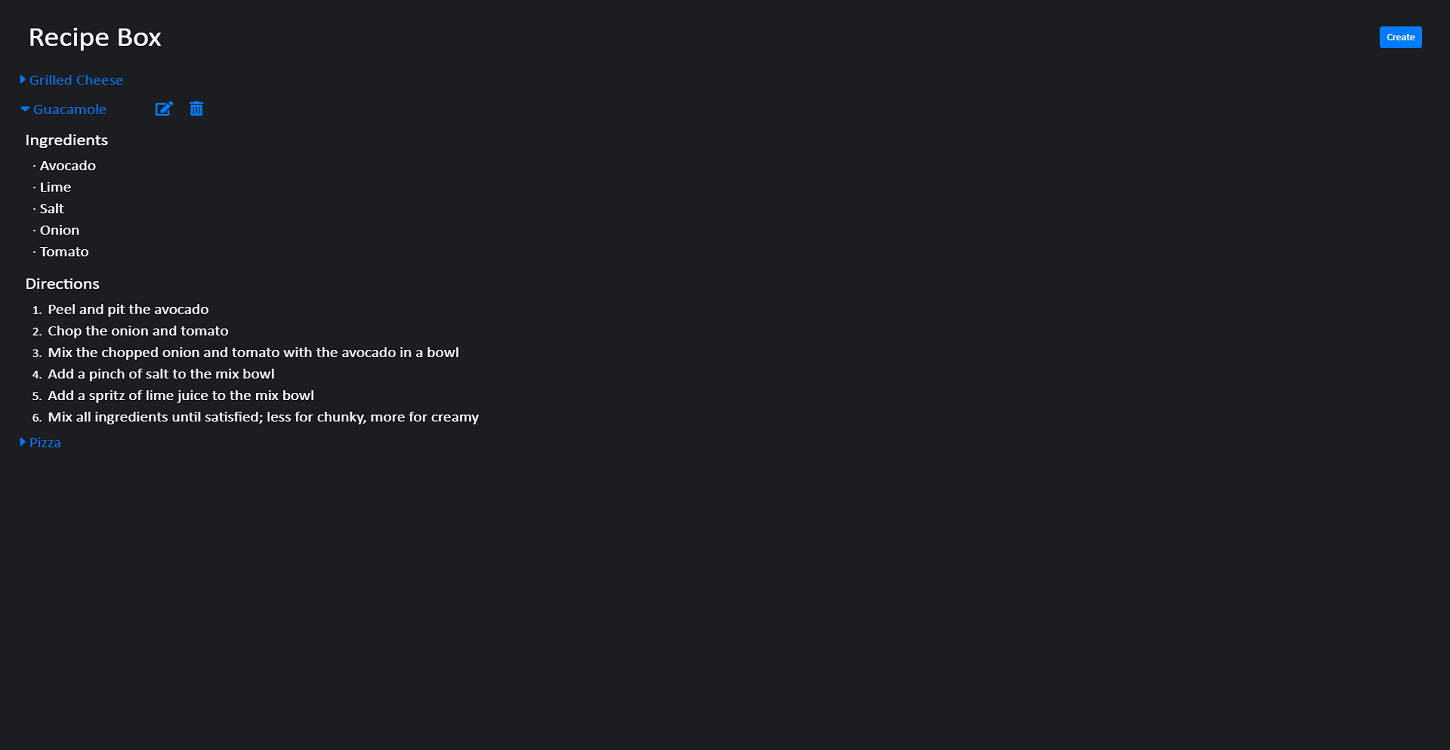 Recipe Box
Create
Grilled Cheese
Guacamole
Ingredients
· Avocado
· Lime
· Salt
· Onion
· Tomato
Directions
1. Peel and pit the avocado
2. Chop the onion and tomato
3. Mix the chopped onion and tomato with the avocado in a bowl
4. Add a pinch of salt to the mix bowl
5. Add a spritz of lime juice to the mix bowl
6. Mix all ingredients until satisfied; less for chunky, more for creamy
Pizza